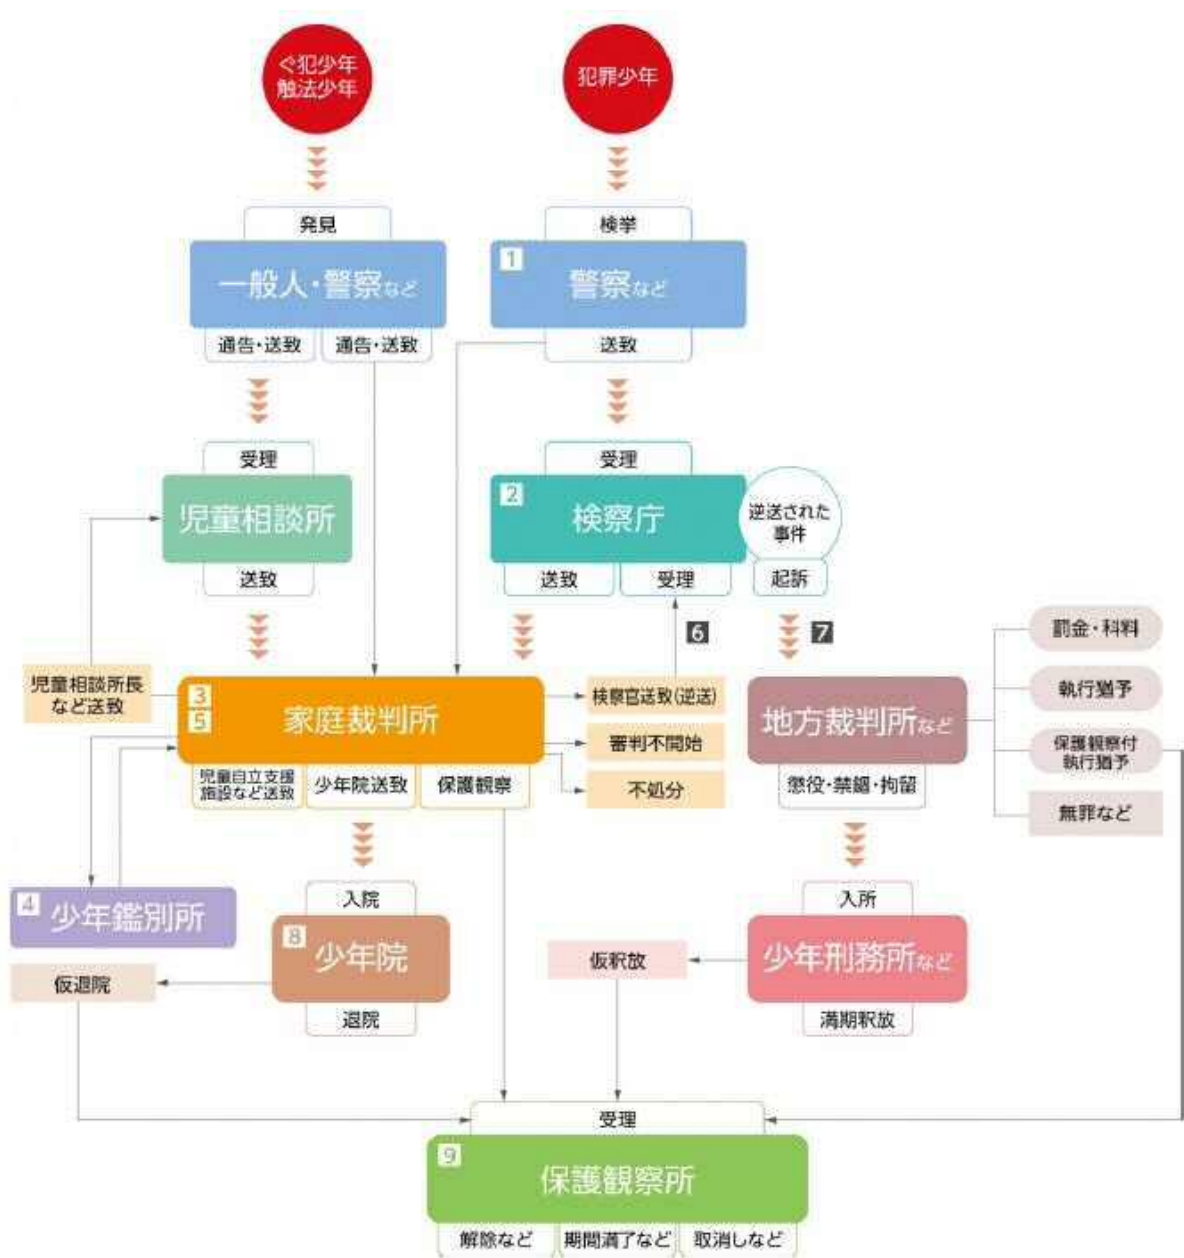 ぐ犯少年
触法少年
犯罪少年
発見
検挙
一般人・警察など
1
警察など
通告・送致
通告・送致
送致
受理
受理
児童相談所
2
検察庁
逆送された
事件
送致
送致
受理
起訴
6
7
罰金・科料
児童相談所長
など送致
3
5
家庭裁判所
検察官送致(逆送)
審判不開始
不処分
地方裁判所など
執行猶予
保護観察付
執行猶予
無罪など
児童自立支援
施設など送致
少年院送致
保護観察
懲役・禁錮・拘留
4
少年鑑別所
入院
8
少年院
退院
仮退院
仮釈放
入所
少年刑務所など
満期釈放
受理
9
保護観察所
解除など
期間満了など
取消しなど